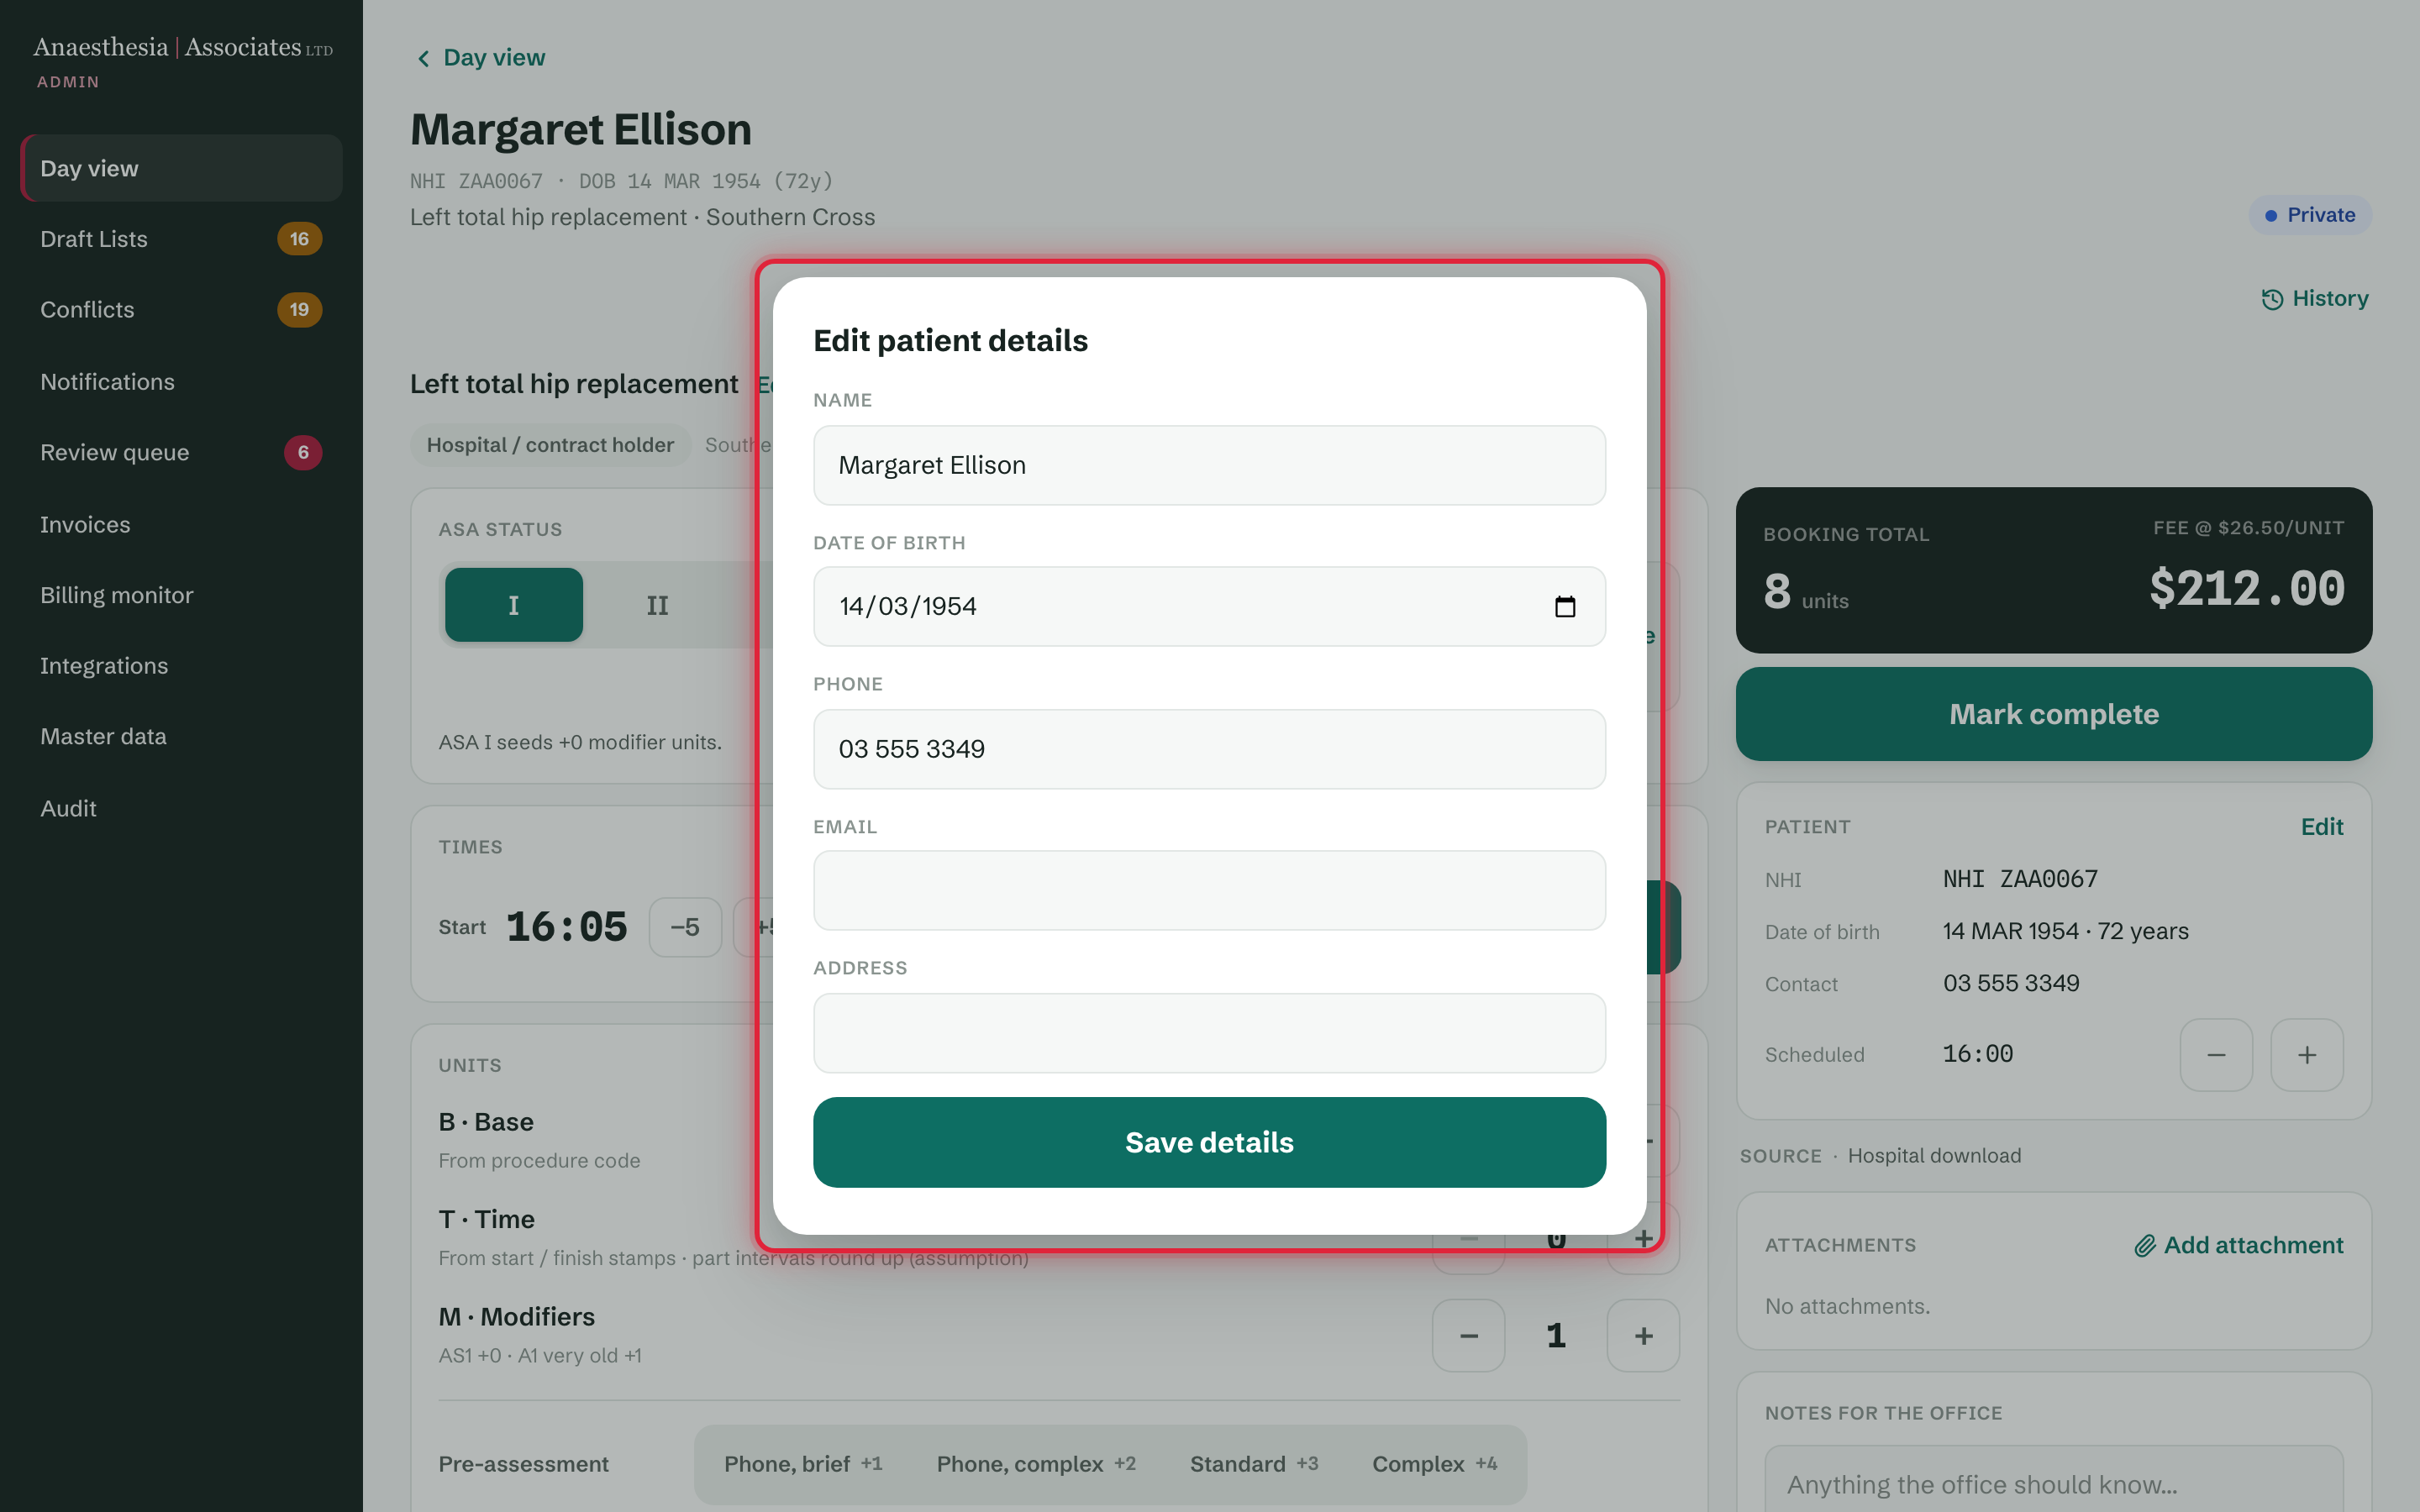 Anaesthesia | Associates LTD
ADMIN
Day view
Draft Lists 16
Conflicts 19
Notifications
Review queue 6
Invoices
Billing monitor
Integrations
Master data
Audit
Day view
Margaret Ellison
NHI ZAA0067 · DOB 14 MAR 1954 (72y)
Left total hip replacement · Southern Cross
Private
History
Left total hip replacement
Hospital / contract holder
ASA STATUS
I II
ASA I seeds +0 modifier units.
TIMES
Start 16:05 −5
UNITS
B · Base
From procedure code
T · Time
From start / finish stamps · part intervals round up (assumption)
− 0 +
M · Modifiers
AS1 +0 · A1 very old +1
− 1 +
Pre-assessment Phone, brief +1 Phone, complex +2 Standard +3 Complex +4
Edit patient details
NAME
Margaret Ellison
DATE OF BIRTH
14/03/1954
PHONE
03 555 3349
EMAIL
ADDRESS
Save details
BOOKING TOTAL FEE @ $26.50/UNIT
8 units $212.00
Mark complete
PATIENT Edit
NHI NHI ZAA0067
Date of birth 14 MAR 1954 · 72 years
Contact 03 555 3349
Scheduled 16:00 − +
SOURCE · Hospital download
ATTACHMENTS Add attachment
No attachments.
NOTES FOR THE OFFICE
Anything the office should know...